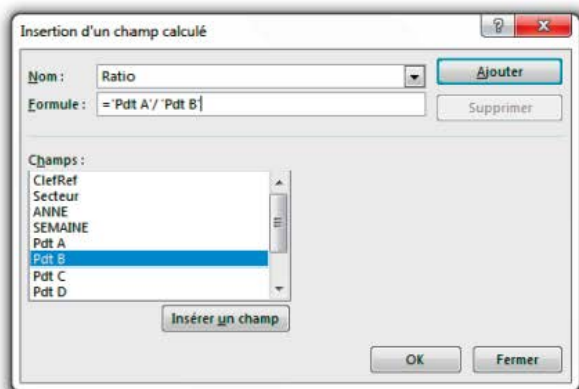 Insertion d'un champ calculé
Nom : Ratio Ajouter
Formule : ='Pdt A'/ 'Pdt B' Supprimer
Champs :
ClefRef
Secteur
ANNE
SEMAINE
Pdt A
Pdt B
Pdt C
Pdt D
Insérer un champ
OK Fermer